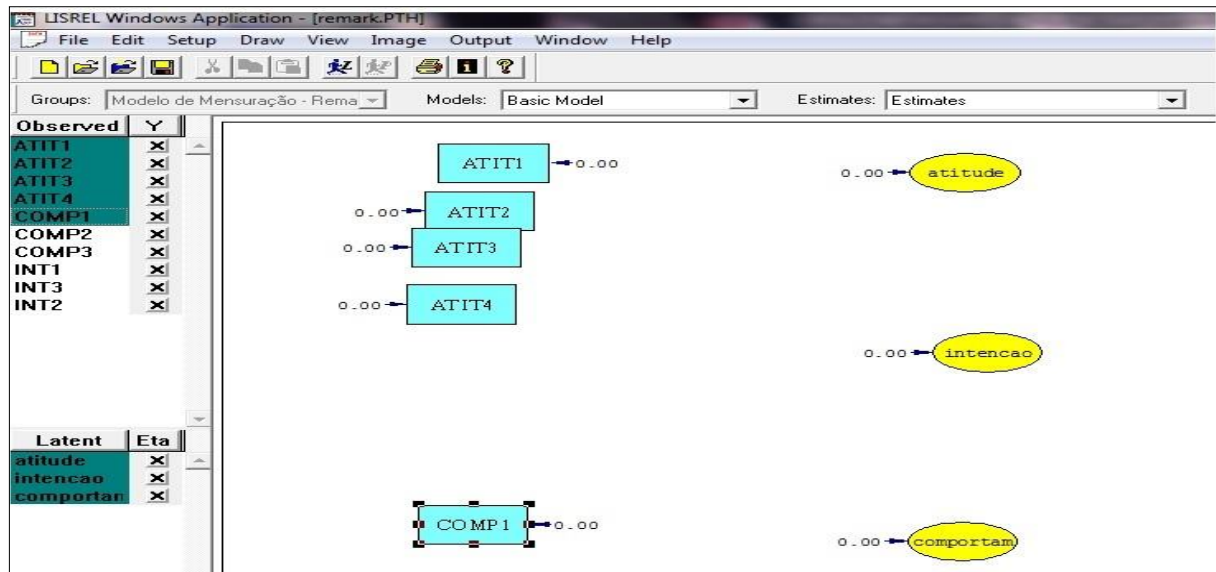 LISREL Windows Application - [remark.PTH]
File Edit Setup Draw View Image Output Window Help
Groups: Modelo de Mensuração - Rema Models: Basic Model Estimates: Estimates
Observed Y
ATIT1
ATIT2
ATIT3
ATIT4
COMP1
COMP2
COMP3
INT1
INT3
INT2
Latent Eta
atitude
intencao
comportan
ATIT1 0.00
0.00 ATIT2
0.00 ATIT3
0.00 ATIT4
COMP1 0.00
0.00 atitude
0.00 intencao
0.00 comportam